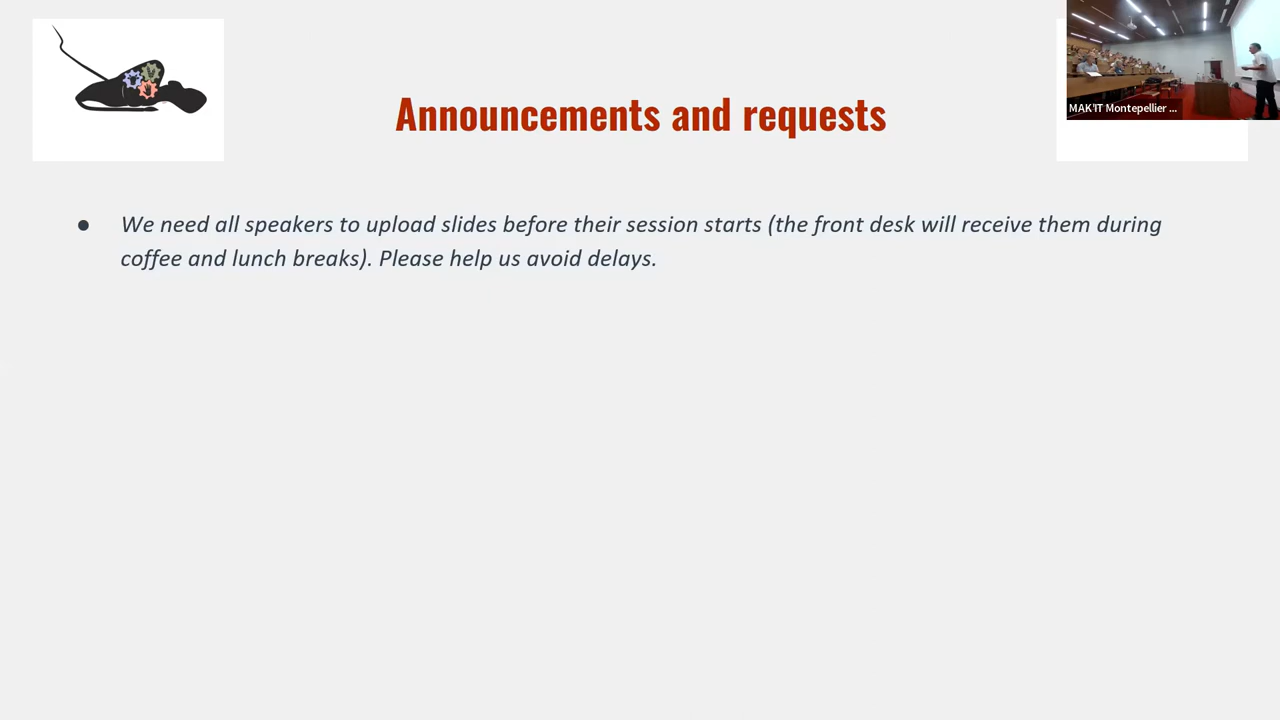 Announcements and requests
MAK'IT Montepellier ...
● We need all speakers to upload slides before their session starts (the front desk will receive them during
coffee and lunch breaks). Please help us avoid delays.